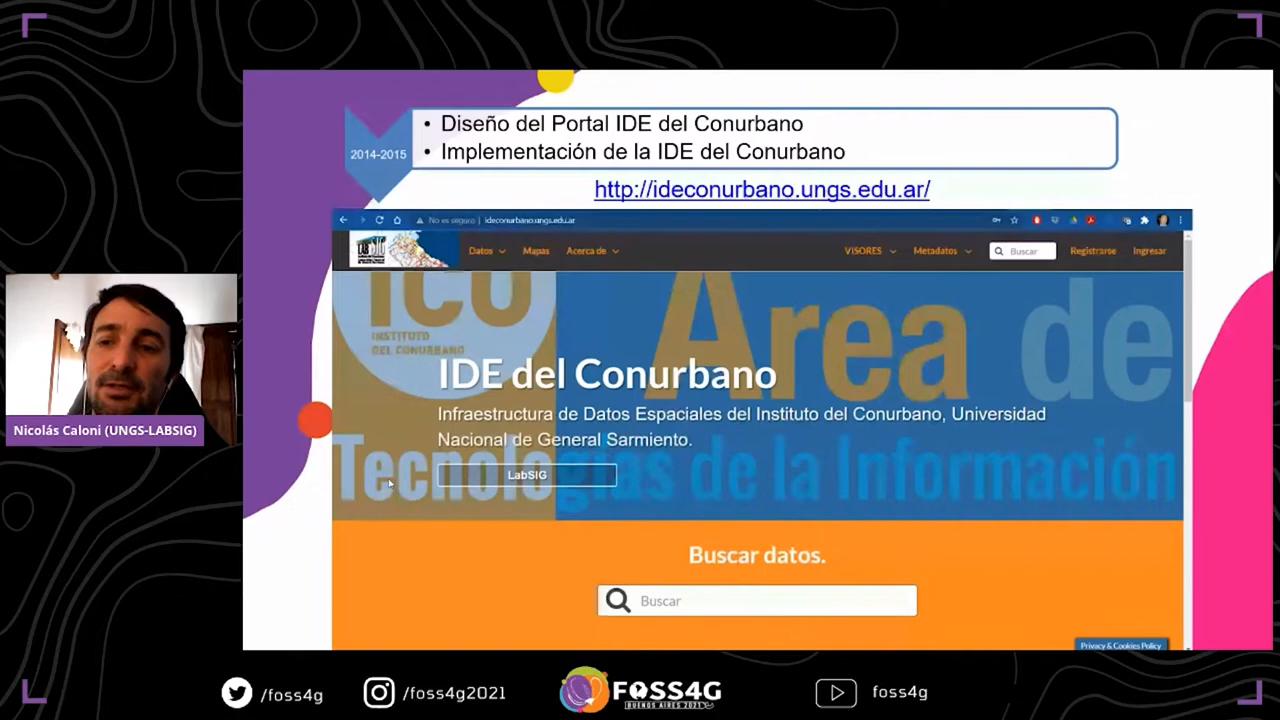 2014-2015
• Diseño del Portal IDE del Conurbano
• Implementación de la IDE del Conurbano
http://ideconurbano.ungs.edu.ar/
No es seguro | ideconurbano.ungs.edu.ar
Datos Mapas Acerca de VISORES Metadatos Buscar Registrarse Ingresar
ICO
INSTITUTO
DEL CONURBANO
Area de
Tecnologías de la Información
IDE del Conurbano
Infraestructura de Datos Espaciales del Instituto del Conurbano, Universidad
Nacional de General Sarmiento.
LabSIG
Buscar datos.
Buscar
Privacy & Cookies Policy
Nicolás Caloni (UNGS-LABSIG)
/foss4g
/foss4g2021
FOSS4G
BUENOS AIRES 2021
foss4g